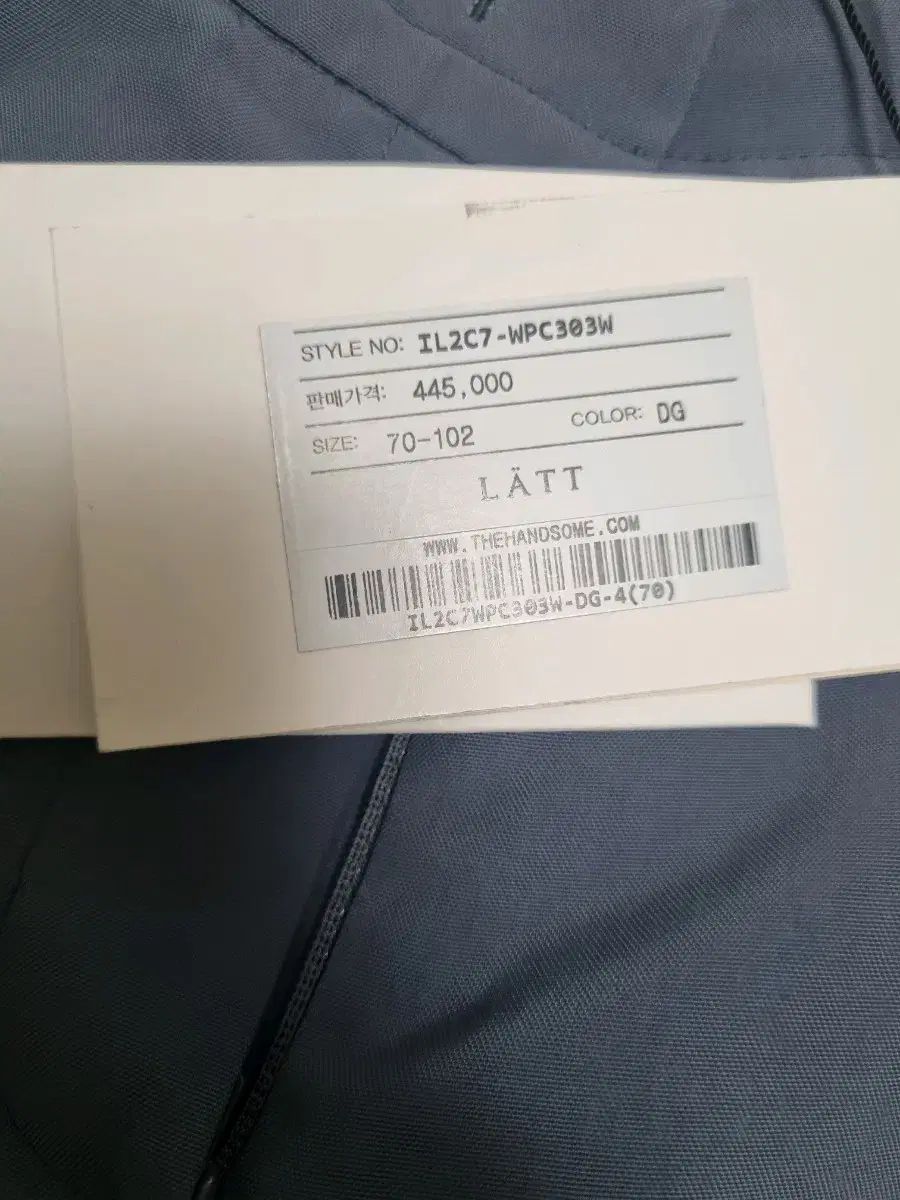 STYLE NO: IL2C7-WPC303W
판매가격: 445,000
SIZE: 70-102 COLOR: DG
LÄTT
WWW.THEHANDSOME.COM
IL2C7WPC303W-DG-4(70)